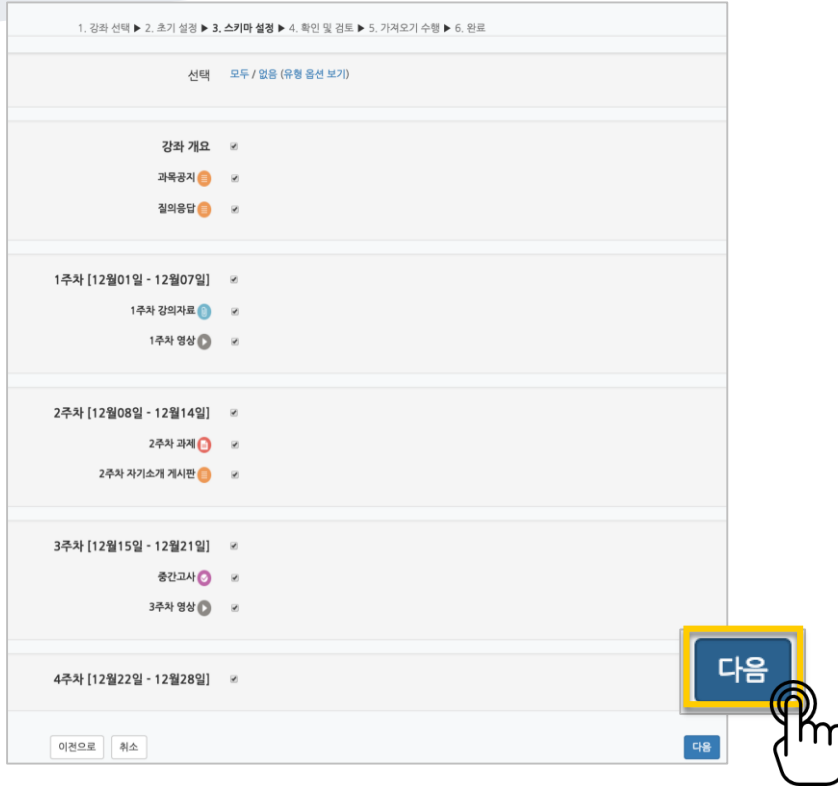 1. 강좌 선택 ▶ 2. 초기 설정 ▶ 3. 스키마 설정 ▶ 4. 확인 및 검토 ▶ 5. 가져오기 수행 ▶ 6. 완료
선택 모두 / 없음 (유형 옵션 보기)
강좌 개요
과목공지
질의응답
1주차 [12월01일 - 12월07일]
1주차 강의자료
1주차 영상
2주차 [12월08일 - 12월14일]
2주차 과제
2주차 자기소개 게시판
3주차 [12월15일 - 12월21일]
중간고사
3주차 영상
4주차 [12월22일 - 12월28일]
다음
이전으로 취소 다음